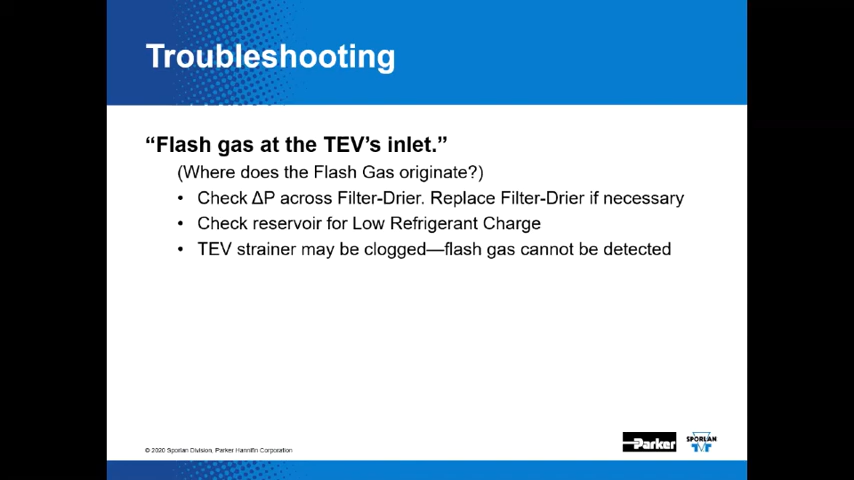 Troubleshooting
“Flash gas at the TEV’s inlet.”
(Where does the Flash Gas originate?)
• Check ΔP across Filter-Drier. Replace Filter-Drier if necessary
• Check reservoir for Low Refrigerant Charge
• TEV strainer may be clogged—flash gas cannot be detected
© 2020 Sporlan Division, Parker Hannifin Corporation
Parker
SPORLAN